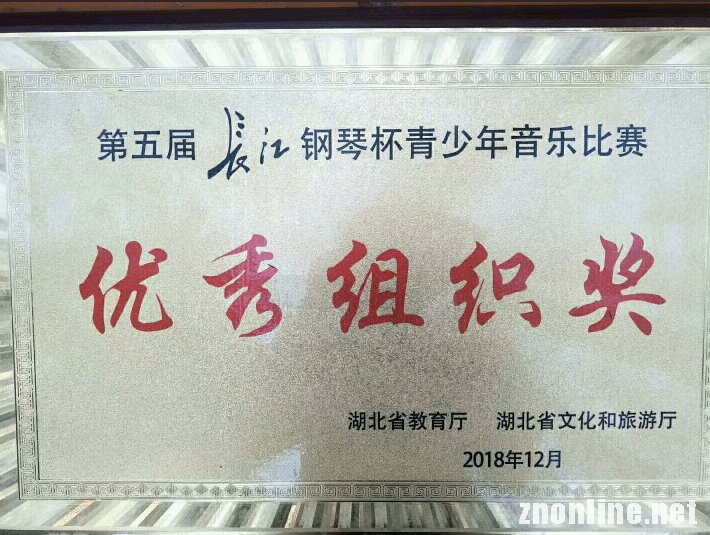 第五届長江钢琴杯青少年音乐比赛
优秀组织奖
湖北省教育厅 湖北省文化和旅游厅
2018年12月
znonline.net